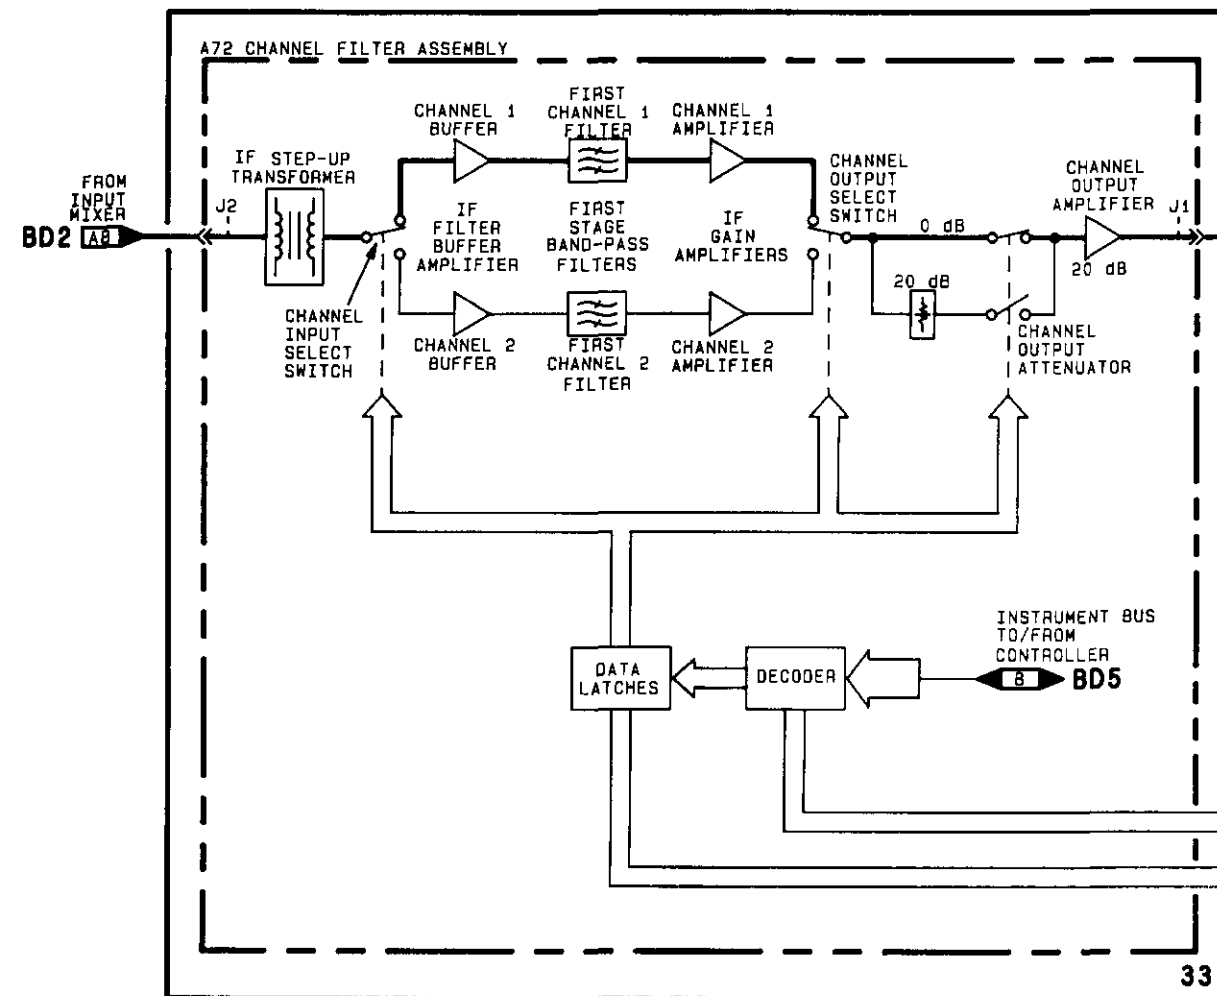 A72 CHANNEL FILTER ASSEMBLY
FROM
INPUT
MIXER
BD2
AB
J2
IF STEP-UP
TRANSFORMER
CHANNEL
INPUT
SELECT
SWITCH
CHANNEL 1
BUFFER
FIRST
CHANNEL 1
FILTER
CHANNEL 1
AMPLIFIER
IF
FILTER
BUFFER
AMPLIFIER
FIRST
STAGE
BAND-PASS
FILTERS
IF
GAIN
AMPLIFIERS
CHANNEL 2
BUFFER
FIRST
CHANNEL 2
FILTER
CHANNEL 2
AMPLIFIER
CHANNEL
OUTPUT
SELECT
SWITCH
0 dB
20 dB
CHANNEL
OUTPUT
ATTENUATOR
CHANNEL
OUTPUT
AMPLIFIER
20 dB
J1
DATA
LATCHES
DECODER
INSTRUMENT BUS
TO/FROM
CONTROLLER
B
BD5
33